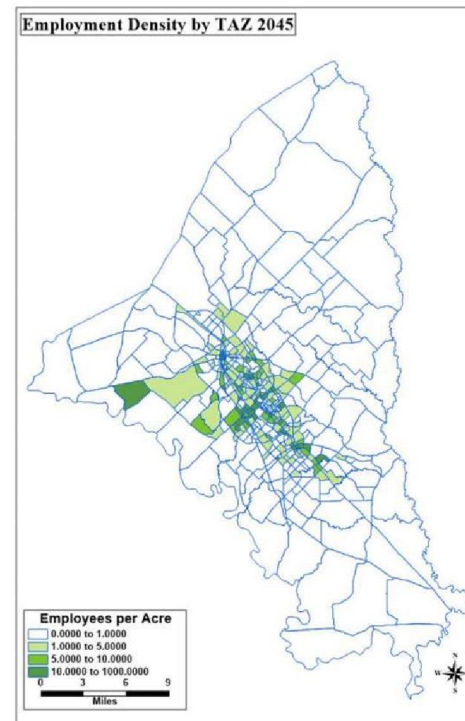 Employment Density by TAZ 2045
Employees per Acre
0.0000 to 1.0000
1.0000 to 5.0000
5.0000 to 10.0000
10.0000 to 1000.0000
0 3 6 9
Miles
N
W E
S